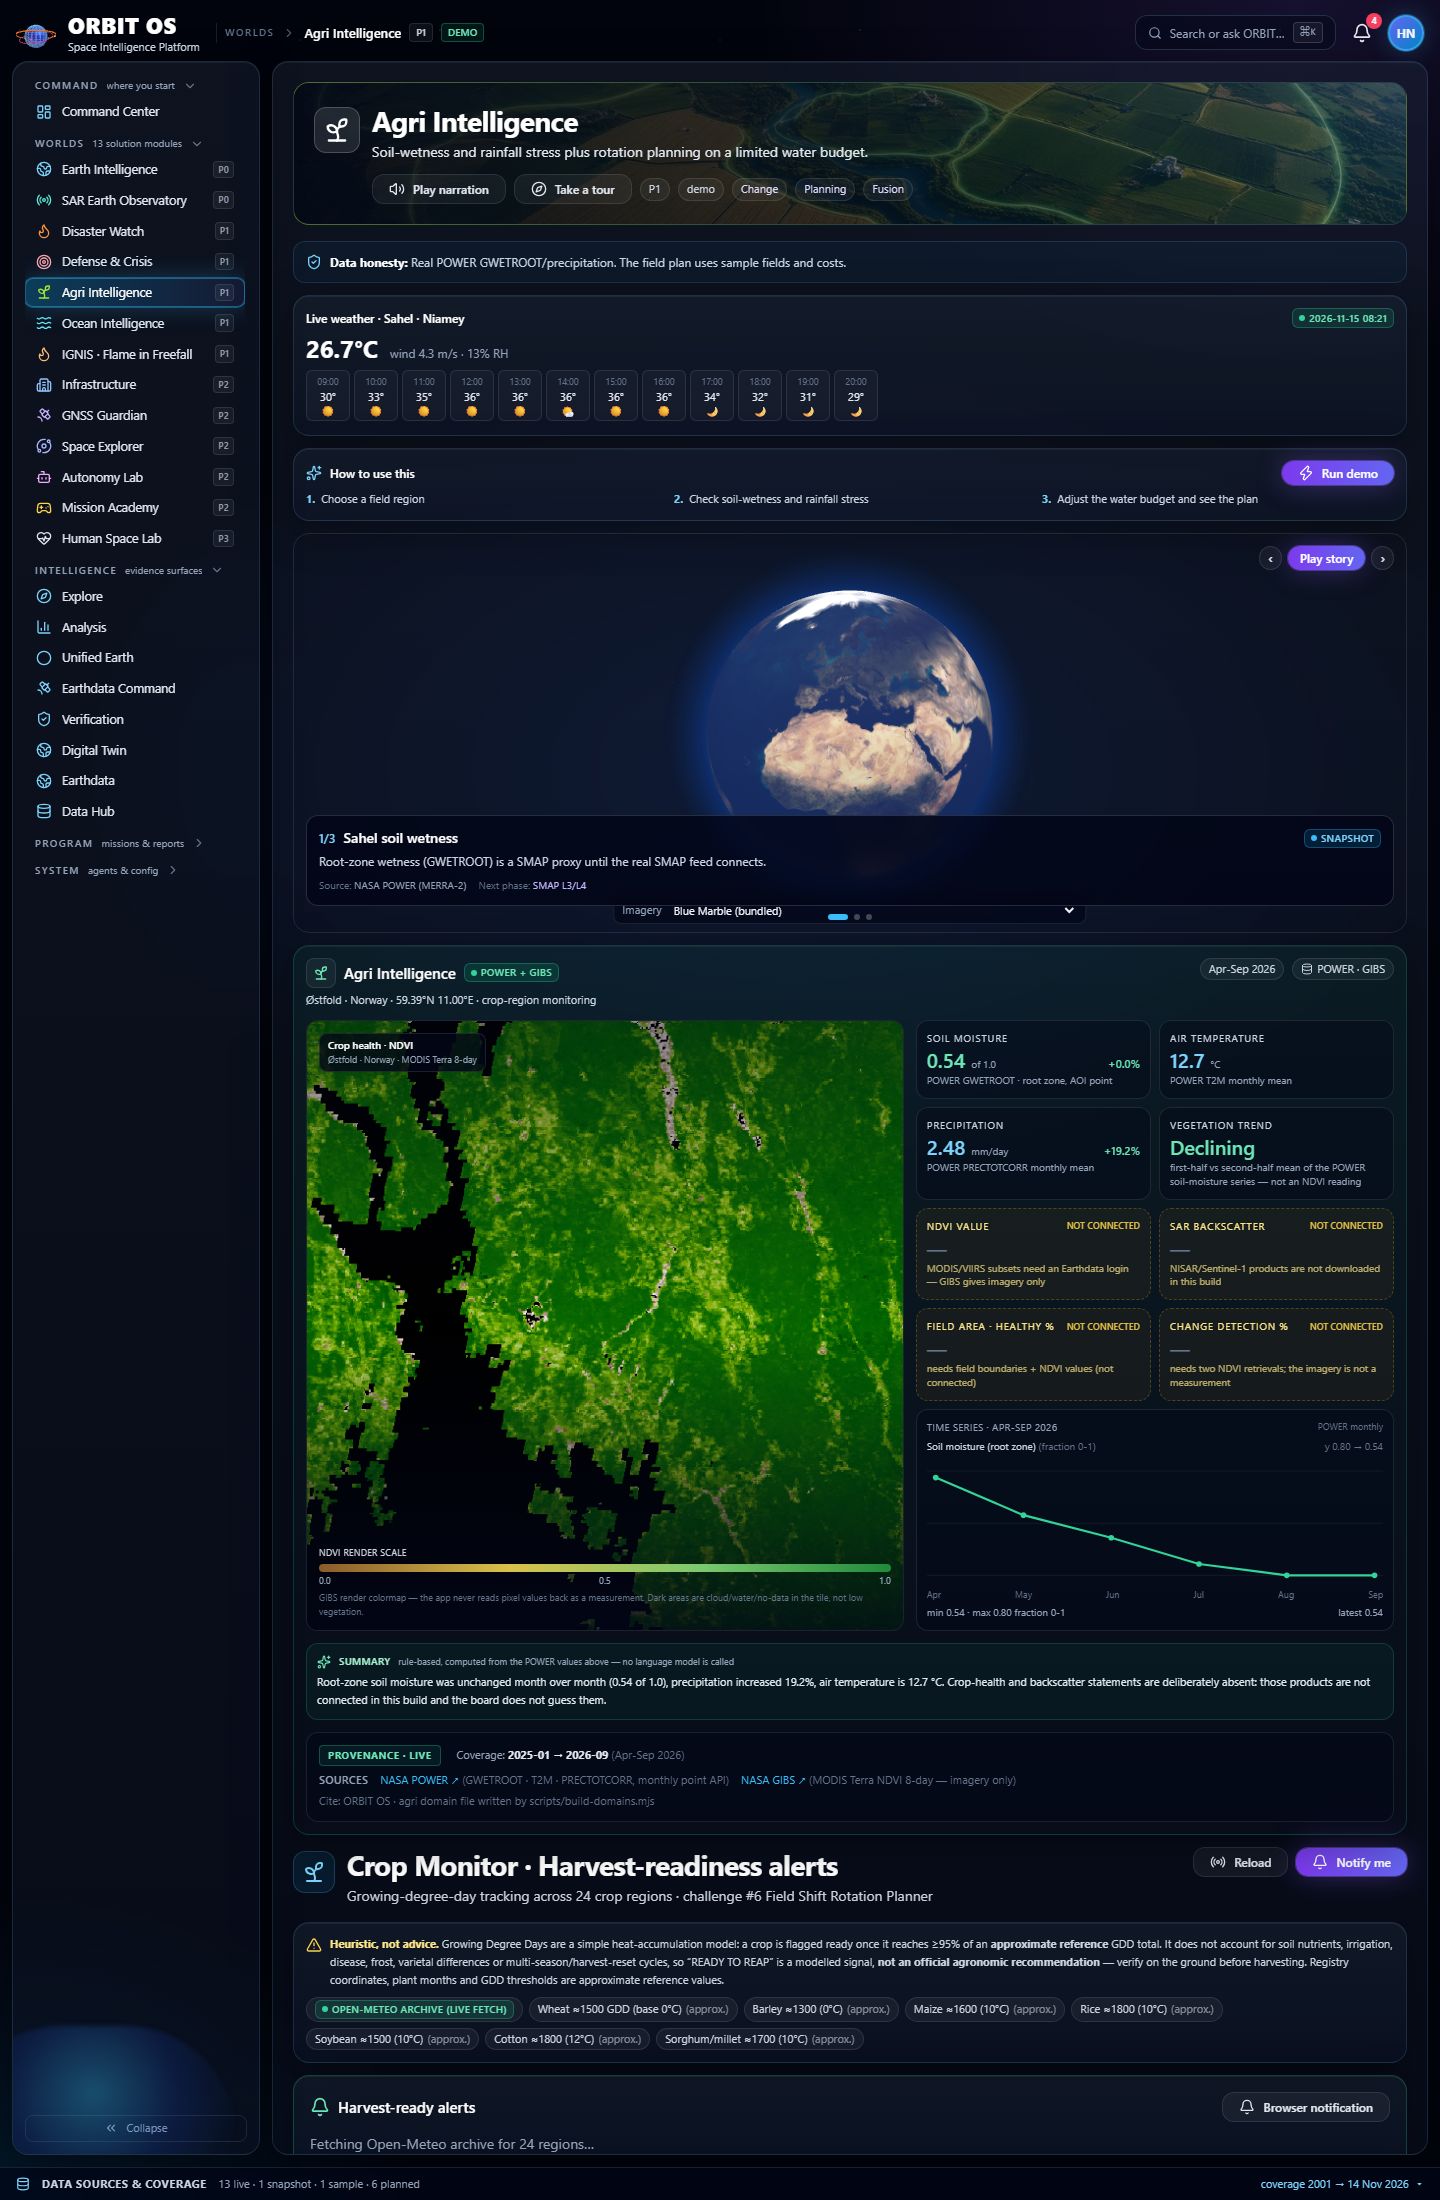 ORBIT OS
Space Intelligence Platform
WORLDS > Agri Intelligence P1 DEMO
Search or ask ORBIT... ⌘K
4
HN
COMMAND where you start
Command Center
WORLDS 13 solution modules
Earth Intelligence P0
SAR Earth Observatory P0
Disaster Watch P1
Defense & Crisis P1
Agri Intelligence P1
Ocean Intelligence P1
IGNIS · Flame in Freefall P1
Infrastructure P2
GNSS Guardian P2
Space Explorer P2
Autonomy Lab P2
Mission Academy P2
Human Space Lab P3
INTELLIGENCE evidence surfaces
Explore
Analysis
Unified Earth
Earthdata Command
Verification
Digital Twin
Earthdata
Data Hub
PROGRAM missions & reports
SYSTEM agents & config
Collapse
Agri Intelligence
Soil-wetness and rainfall stress plus rotation planning on a limited water budget.
Play narration Take a tour P1 demo Change Planning Fusion
Data honesty: Real POWER GWETROOT/precipitation. The field plan uses sample fields and costs.
Live weather · Sahel · Niamey 2026-11-15 08:21
26.7°C wind 4.3 m/s · 13% RH
09:00 10:00 11:00 12:00 13:00 14:00 15:00 16:00 17:00 18:00 19:00 20:00
30° 33° 35° 36° 36° 36° 36° 36° 34° 32° 31° 29°
How to use this Run demo
1. Choose a field region 2. Check soil-wetness and rainfall stress 3. Adjust the water budget and see the plan
‹ Play story ›
1/3 Sahel soil wetness SNAPSHOT
Root-zone wetness (GWETROOT) is a SMAP proxy until the real SMAP feed connects.
Source: NASA POWER (MERRA-2) Next phase: SMAP L3/L4
Imagery Blue Marble (bundled)
Agri Intelligence POWER + GIBS Apr-Sep 2026 POWER · GIBS
Østfold · Norway · 59.39°N 11.00°E · crop-region monitoring
Crop health · NDVI
Østfold · Norway · MODIS Terra 8-day
NDVI RENDER SCALE
0.0 0.5 1.0
GIBS render colormap — the app never reads pixel values back as a measurement. Dark areas are cloud/water/no-data in the tile, not low
vegetation.
SOIL MOISTURE
0.54 of 1.0 +0.0%
POWER GWETROOT · root zone, AOI point
AIR TEMPERATURE
12.7 °C
POWER T2M monthly mean
PRECIPITATION
2.48 mm/day +19.2%
POWER PRECTOTCORR monthly mean
VEGETATION TREND
Declining
first-half vs second-half mean of the POWER
soil-moisture series — not an NDVI reading
NDVI VALUE NOT CONNECTED
—
MODIS/VIIRS subsets need an Earthdata login
— GIBS gives imagery only
SAR BACKSCATTER NOT CONNECTED
—
NISAR/Sentinel-1 products are not downloaded
in this build
FIELD AREA · HEALTHY % NOT CONNECTED
—
needs field boundaries + NDVI values (not
connected)
CHANGE DETECTION % NOT CONNECTED
—
needs two NDVI retrievals; the imagery is not a
measurement
TIME SERIES · APR-SEP 2026 POWER monthly
Soil moisture (root zone) (fraction 0-1) y 0.80 → 0.54
Apr May Jun Jul Aug Sep
min 0.54 · max 0.80 fraction 0-1 latest 0.54
SUMMARY rule-based, computed from the POWER values above — no language model is called
Root-zone soil moisture was unchanged month over month (0.54 of 1.0), precipitation increased 19.2%, air temperature is 12.7 °C. Crop-health and backscatter statements are deliberately absent: those products are not
connected in this build and the board does not guess them.
PROVENANCE · LIVE Coverage: 2025-01 → 2026-09 (Apr-Sep 2026)
SOURCES NASA POWER ↗ (GWETROOT · T2M · PRECTOTCORR, monthly point API) NASA GIBS ↗ (MODIS Terra NDVI 8-day — imagery only)
Cite: ORBIT OS · agri domain file written by scripts/build-domains.mjs
Crop Monitor · Harvest-readiness alerts Reload Notify me
Growing-degree-day tracking across 24 crop regions · challenge #6 Field Shift Rotation Planner
Heuristic, not advice. Growing Degree Days are a simple heat-accumulation model: a crop is flagged ready once it reaches ≥95% of an approximate reference GDD total. It does not account for soil nutrients, irrigation,
disease, frost, varietal differences or multi-season/harvest-reset cycles, so “READY TO REAP” is a modelled signal, not an official agronomic recommendation — verify on the ground before harvesting. Registry
coordinates, plant months and GDD thresholds are approximate reference values.
OPEN-METEO ARCHIVE (LIVE FETCH) Wheat ≈1500 GDD (base 0°C) (approx.) Barley ≈1300 (0°C) (approx.) Maize ≈1600 (10°C) (approx.) Rice ≈1800 (10°C) (approx.)
Soybean ≈1500 (10°C) (approx.) Cotton ≈1800 (12°C) (approx.) Sorghum/millet ≈1700 (10°C) (approx.)
Harvest-ready alerts Browser notification
Fetching Open-Meteo archive for 24 regions...
DATA SOURCES & COVERAGE 13 live · 1 snapshot · 1 sample · 6 planned coverage 2001 → 14 Nov 2026